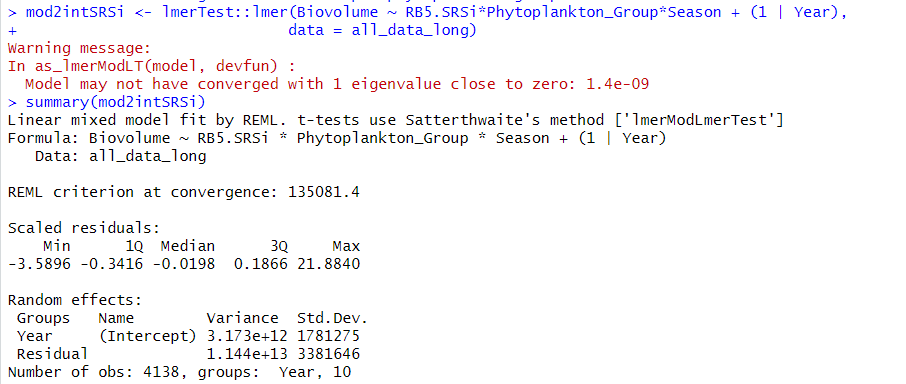 > mod2intSRSi <- lmerTest::lmer(Biovolume ~ RB5.SRSi*Phytoplankton_Group*Season + (1 | Year),
+                               data = all_data_long)
Warning message:
In as_lmerModLT(model, devfun) :
  Model may not have converged with 1 eigenvalue close to zero: 1.4e-09
> summary(mod2intSRSi)
Linear mixed model fit by REML. t-tests use Satterthwaite's method ['lmerModLmerTest']
Formula: Biovolume ~ RB5.SRSi * Phytoplankton_Group * Season + (1 | Year)
   Data: all_data_long

REML criterion at convergence: 135081.4

Scaled residuals:
    Min      1Q  Median      3Q     Max
-3.5896 -0.3416 -0.0198  0.1866 21.8840

Random effects:
 Groups   Name        Variance  Std.Dev.
 Year     (Intercept) 3.173e+12 1781275
 Residual             1.144e+13 3381646
Number of obs: 4138, groups:  Year, 10